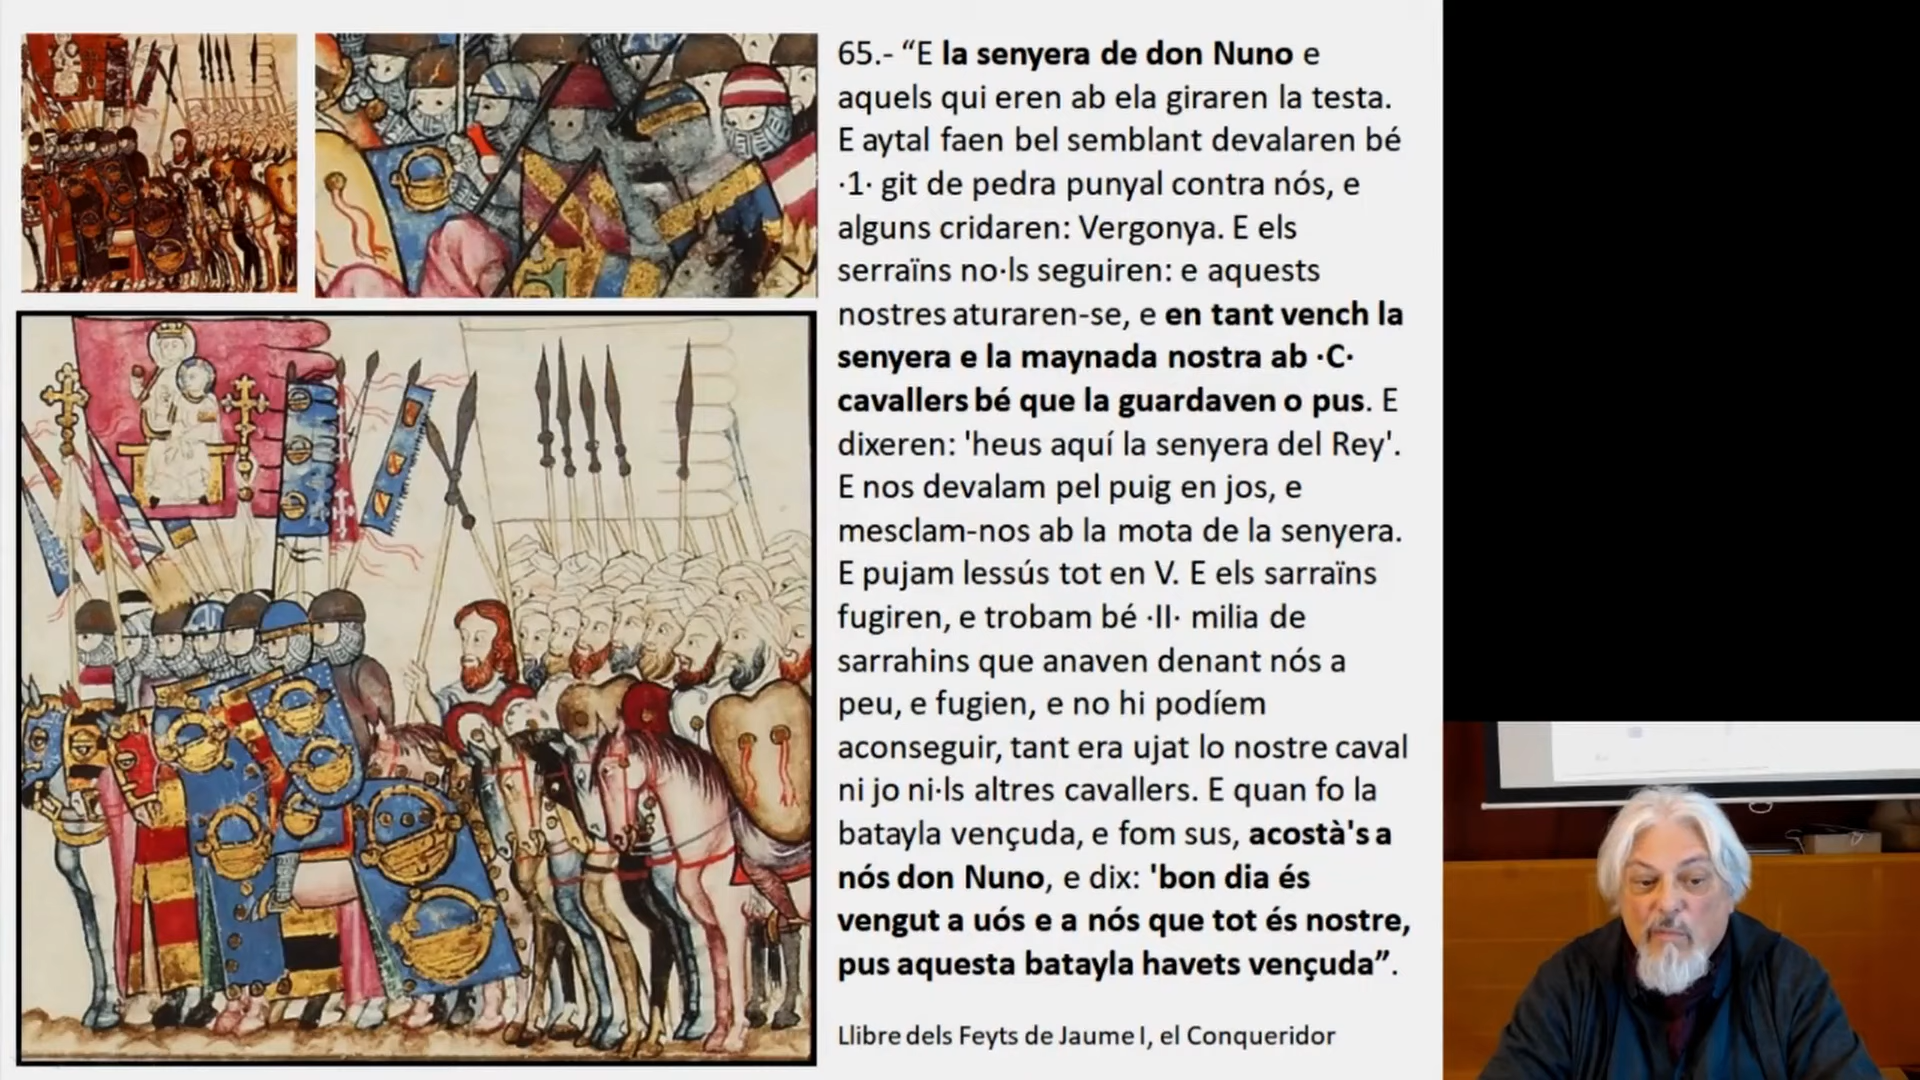 65.- “E la senyera de don Nuno e
aquels qui eren ab ela giraren la testa.
E aytal faen bel semblant devalaren bé
·1· git de pedra punyal contra nós, e
alguns cridaren: Vergonya. E els
serraïns no·ls seguiren: e aquests
nostres aturaren-se, e en tant vench la
senyera e la maynada nostra ab ·C·
cavallers bé que la guardaven o pus. E
dixeren: 'heus aquí la senyera del Rey'.
E nos devalam pel puig en jos, e
mesclam-nos ab la mota de la senyera.
E pujam lessús tot en V. E els sarraïns
fugiren, e trobam bé ·II· milia de
sarrahins que anaven denant nós a
peu, e fugien, e no hi podíem
aconseguir, tant era ujat lo nostre caval
ni jo ni·ls altres cavallers. E quan fo la
batayla vençuda, e fom sus, acostà's a
nós don Nuno, e dix: 'bon dia és
vengut a uós e a nós que tot és nostre,
pus aquesta batayla havets vençuda”.
Llibre dels Feyts de Jaume I, el Conqueridor